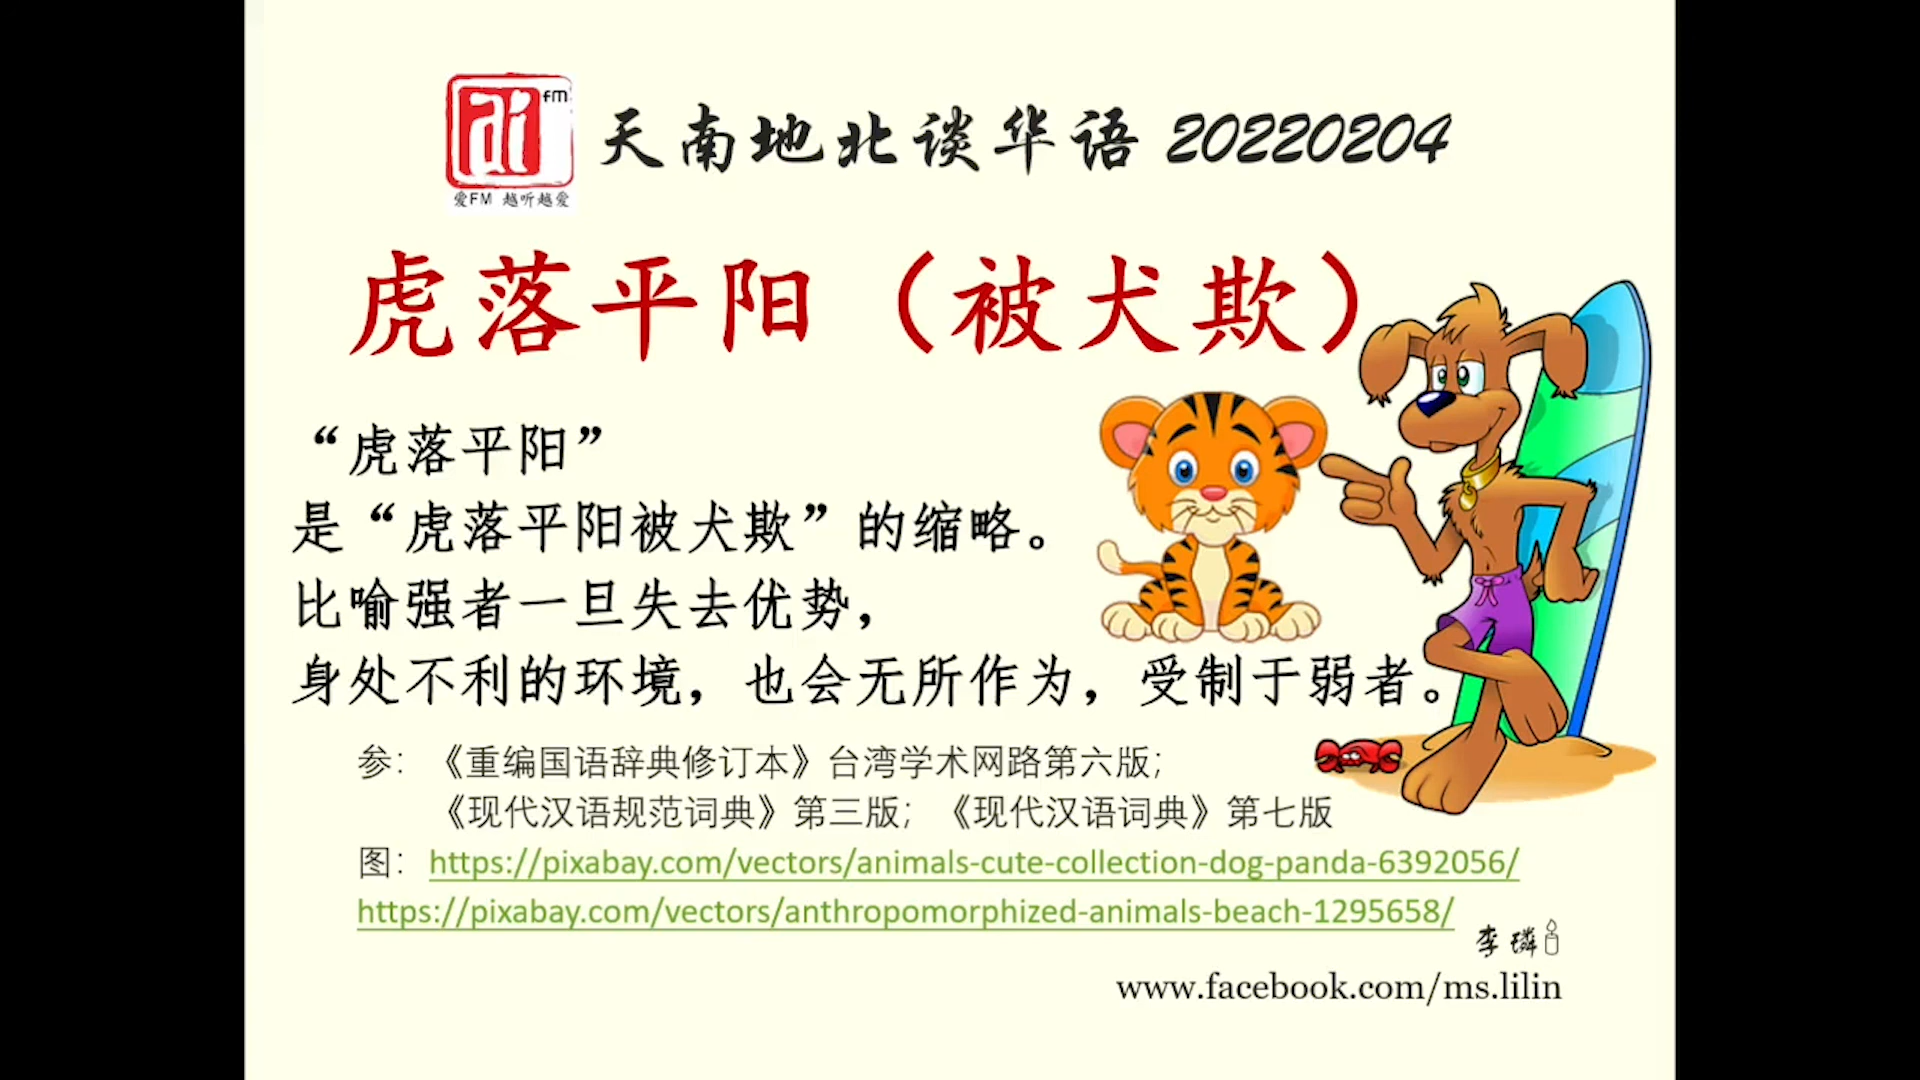 ai fm
爱FM 越听越爱
天南地北谈华语 20220204
虎落平阳（被犬欺）
“虎落平阳”
是“虎落平阳被犬欺”的缩略。
比喻强者一旦失去优势，
身处不利的环境，也会无所作为，受制于弱者。
参：《重编国语辞典修订本》台湾学术网路第六版；
《现代汉语规范词典》第三版；《现代汉语词典》第七版
图：https://pixabay.com/vectors/animals-cute-collection-dog-panda-6392056/
https://pixabay.com/vectors/anthropomorphized-animals-beach-1295658/
李璘
www.facebook.com/ms.lilin